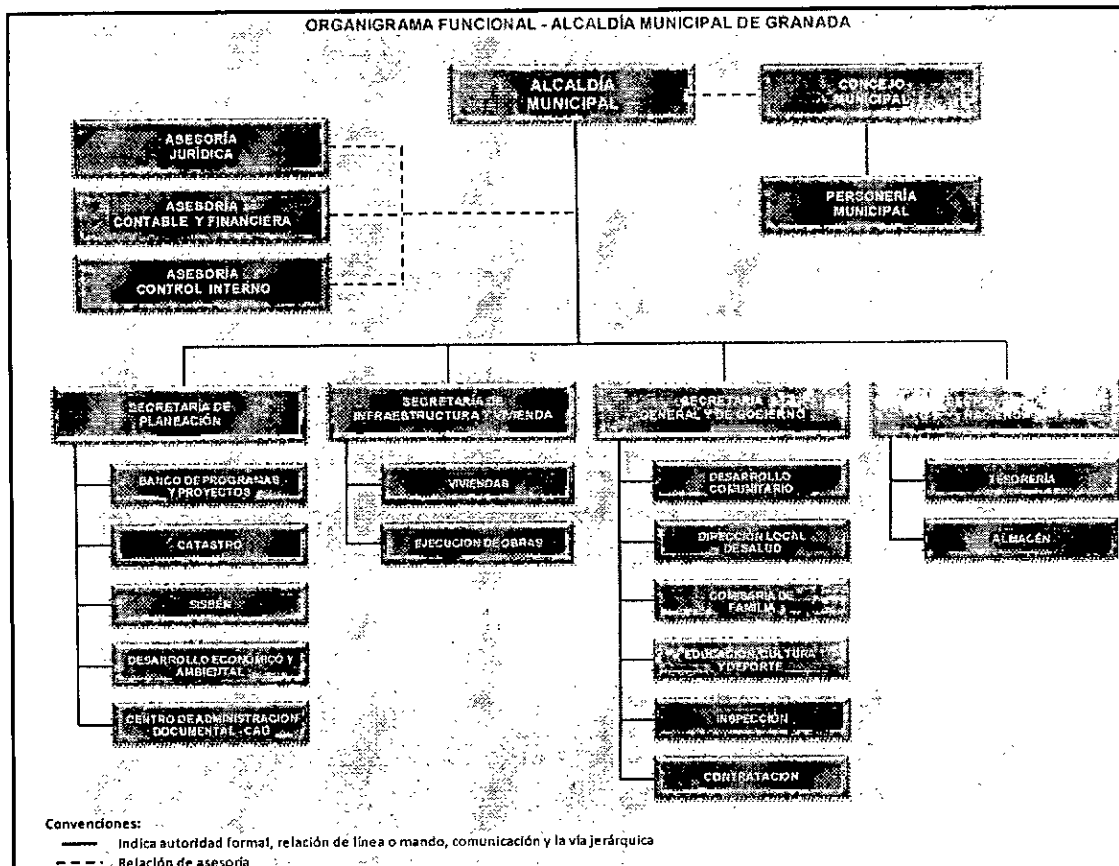 ORGANIGRAMA FUNCIONAL - ALCALDÍA MUNICIPAL DE GRANADA
ALCALDÍA
MUNICIPAL
CONCEJO
MUNICIPAL
ASESORÍA
JURÍDICA
ASESORÍA
CONTABLE Y FINANCIERA
ASESORÍA
CONTROL INTERNO
PERSONERÍA
MUNICIPAL
SECRETARÍA DE
PLANEACIÓN
BANCO DE PROGRAMAS
Y PROYECTOS
CATASTRO
SISBÉN
DESARROLLO ECONÓMICO Y
AMBIENTAL
CENTRO DE ADMINISTRACIÓN
DOCUMENTAL - CAD
SECRETARÍA DE
INFRAESTRUCTURA Y VIVIENDA
VIVIENDAS
EJECUCIÓN DE OBRAS
SECRETARÍA
GENERAL Y DE GOBIERNO
DESARROLLO
COMUNITARIO
DIRECCIÓN LOCAL
DE SALUD
COMISARÍA DE
FAMILIA
EDUCACIÓN, CULTURA
Y DEPORTE
INSPECCIÓN
CONTRATACIÓN
TESORERÍA
ALMACÉN
Convenciones:
Indica autoridad formal, relación de línea o mando, comunicación y la vía jerárquica
Relación de asesoría